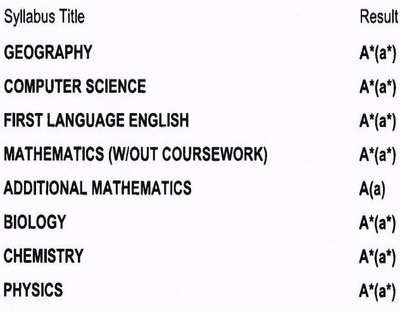 Syllabus Title Result
GEOGRAPHY A*(a*)
COMPUTER SCIENCE A*(a*)
FIRST LANGUAGE ENGLISH A*(a*)
MATHEMATICS (W/OUT COURSEWORK) A*(a*)
ADDITIONAL MATHEMATICS A(a)
BIOLOGY A*(a*)
CHEMISTRY A*(a*)
PHYSICS A*(a*)